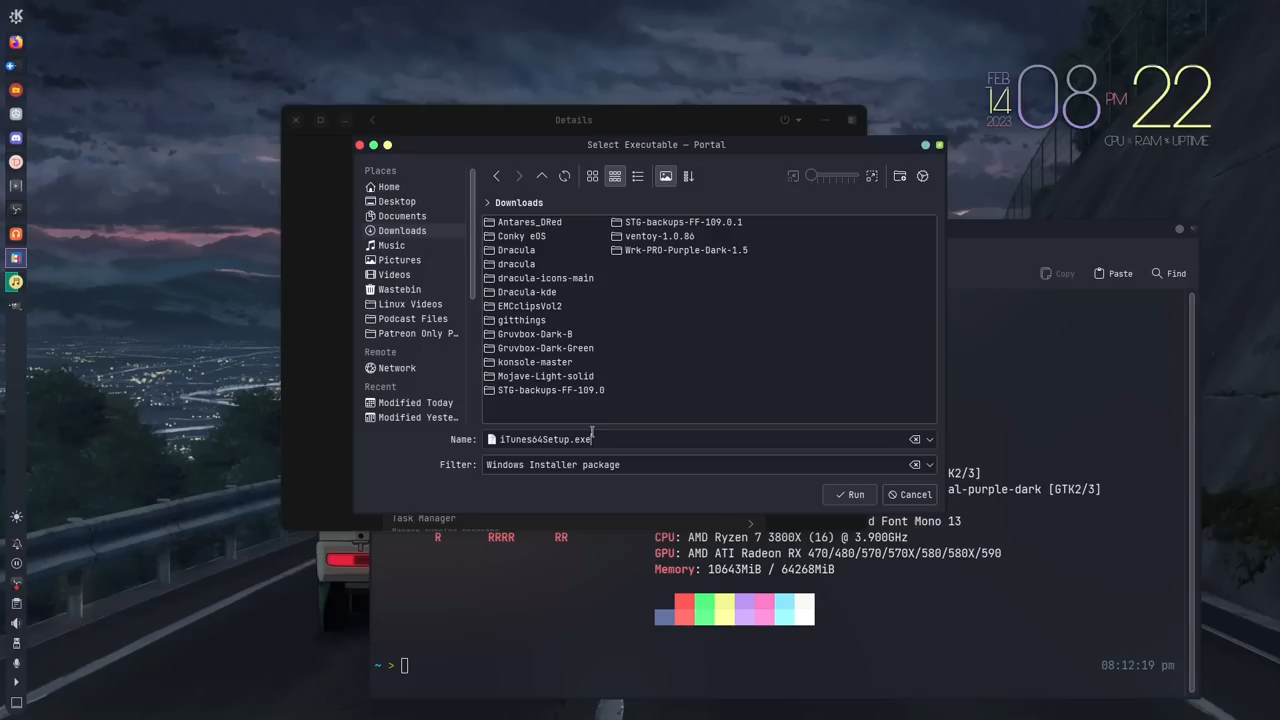 FEB
14
2023
08
PM
22
CPU × RAM × UPTIME
Details
Select Executable — Portal
Places
Home
Desktop
Documents
Downloads
Music
Pictures
Videos
Wastebin
Linux Videos
Podcast Files
Patreon Only P…
Remote
Network
Recent
Modified Today
Modified Yeste…
Downloads
Antares_DRed
Conky eOS
Dracula
dracula
dracula-icons-main
Dracula-kde
EMCclipsVol2
gitthings
Gruvbox-Dark-B
Gruvbox-Dark-Green
konsole-master
Mojave-Light-solid
STG-backups-FF-109.0
STG-backups-FF-109.0.1
ventoy-1.0.86
Wrk-PRO-Purple-Dark-1.5
Name: iTunes64Setup.exe
Filter: Windows Installer package
Run
Cancel
Copy
Paste
Find
Task Manager
K2/3]
al-purple-dark [GTK2/3]
d Font Mono 13
R RRRR RR
CPU: AMD Ryzen 7 3800X (16) @ 3.900GHz
GPU: AMD ATI Radeon RX 470/480/570/570X/580/580X/590
Memory: 10643MiB / 64268MiB
~ >
08:12:19 pm